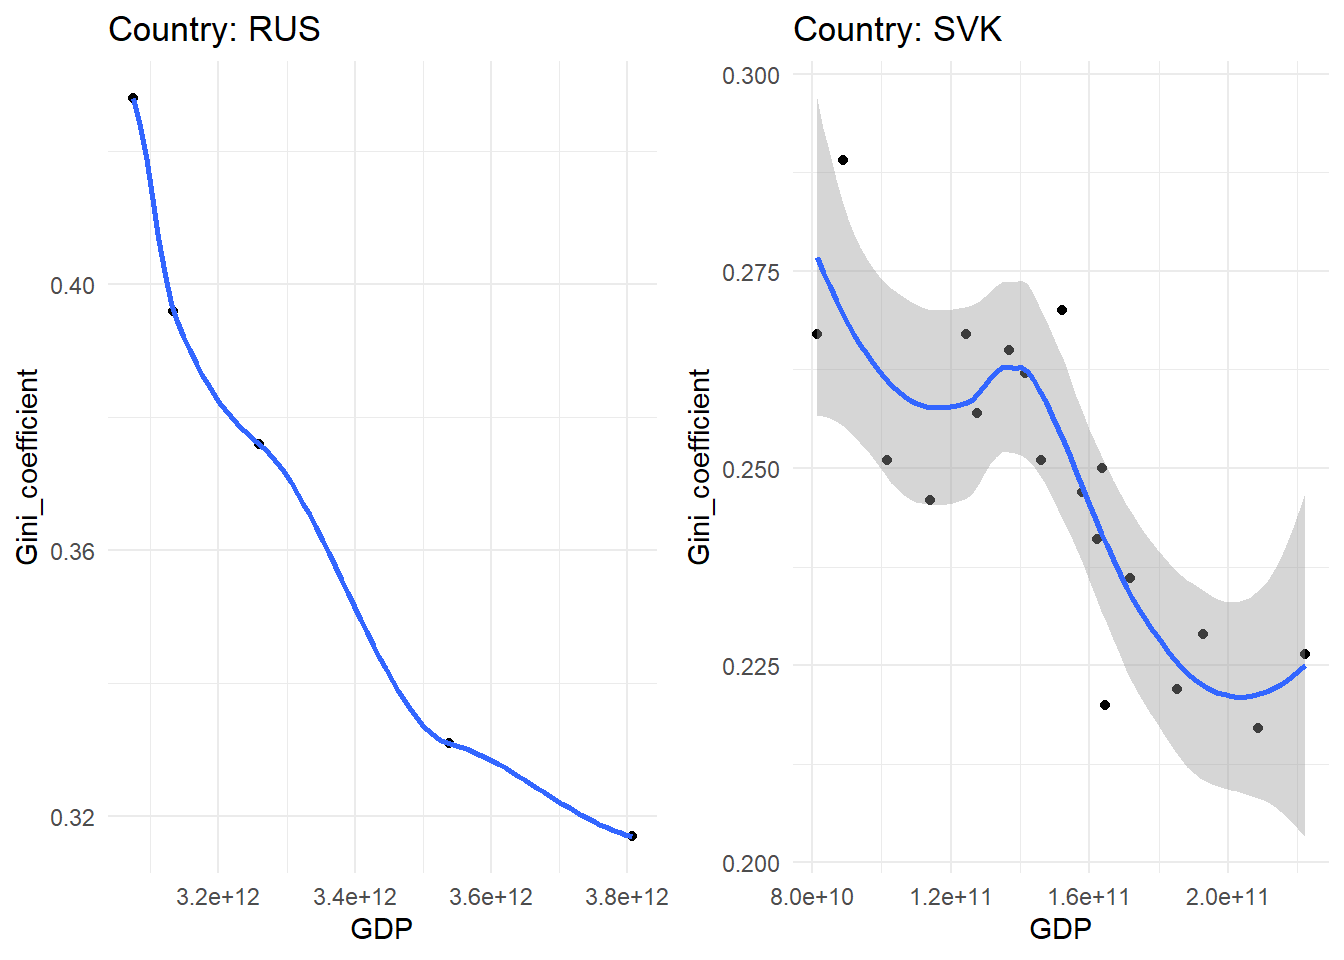 Country: RUS
Gini_coefficient
0.40
0.36
0.32
3.2e+12 3.4e+12 3.6e+12 3.8e+12
GDP
Country: SVK
Gini_coefficient
0.300
0.275
0.250
0.225
0.200
8.0e+10 1.2e+11 1.6e+11 2.0e+11
GDP